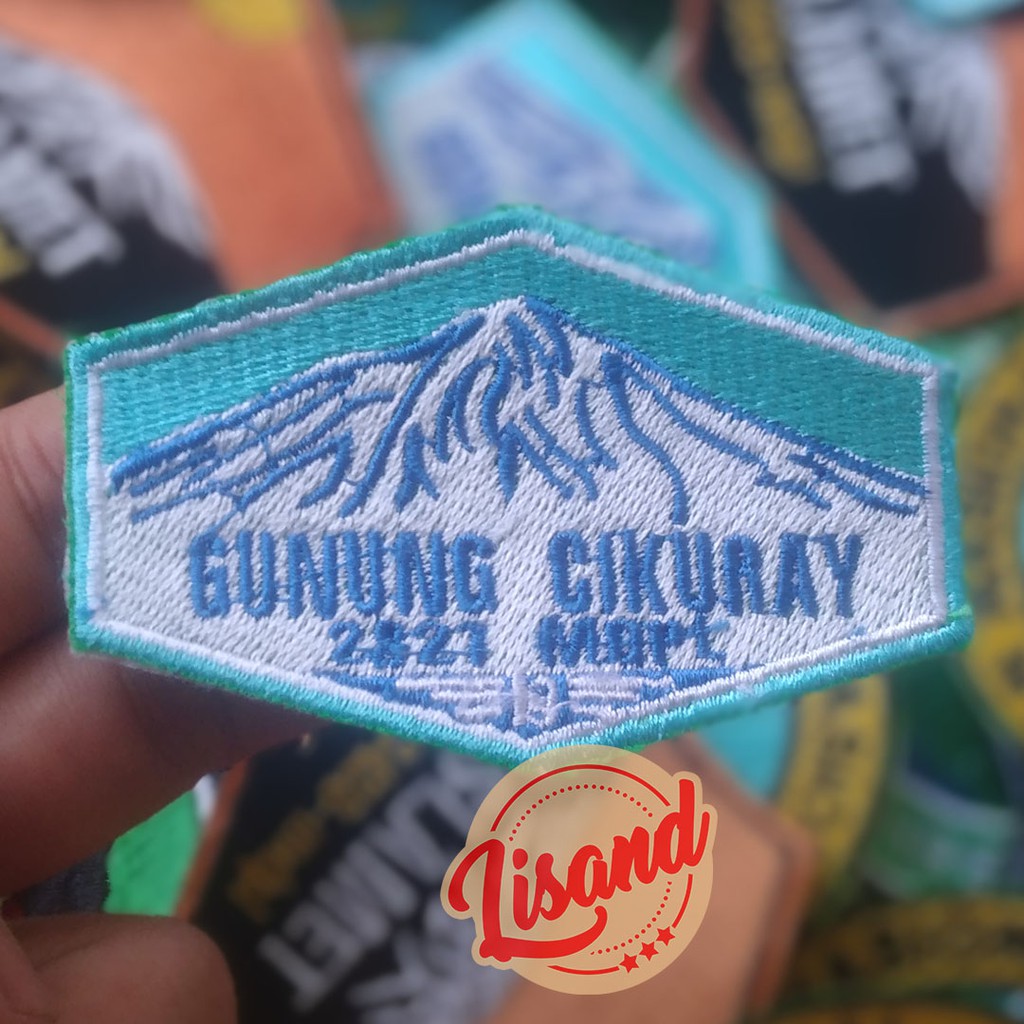 GUNUNG CIKURAY
2821 MDPL
Lisand